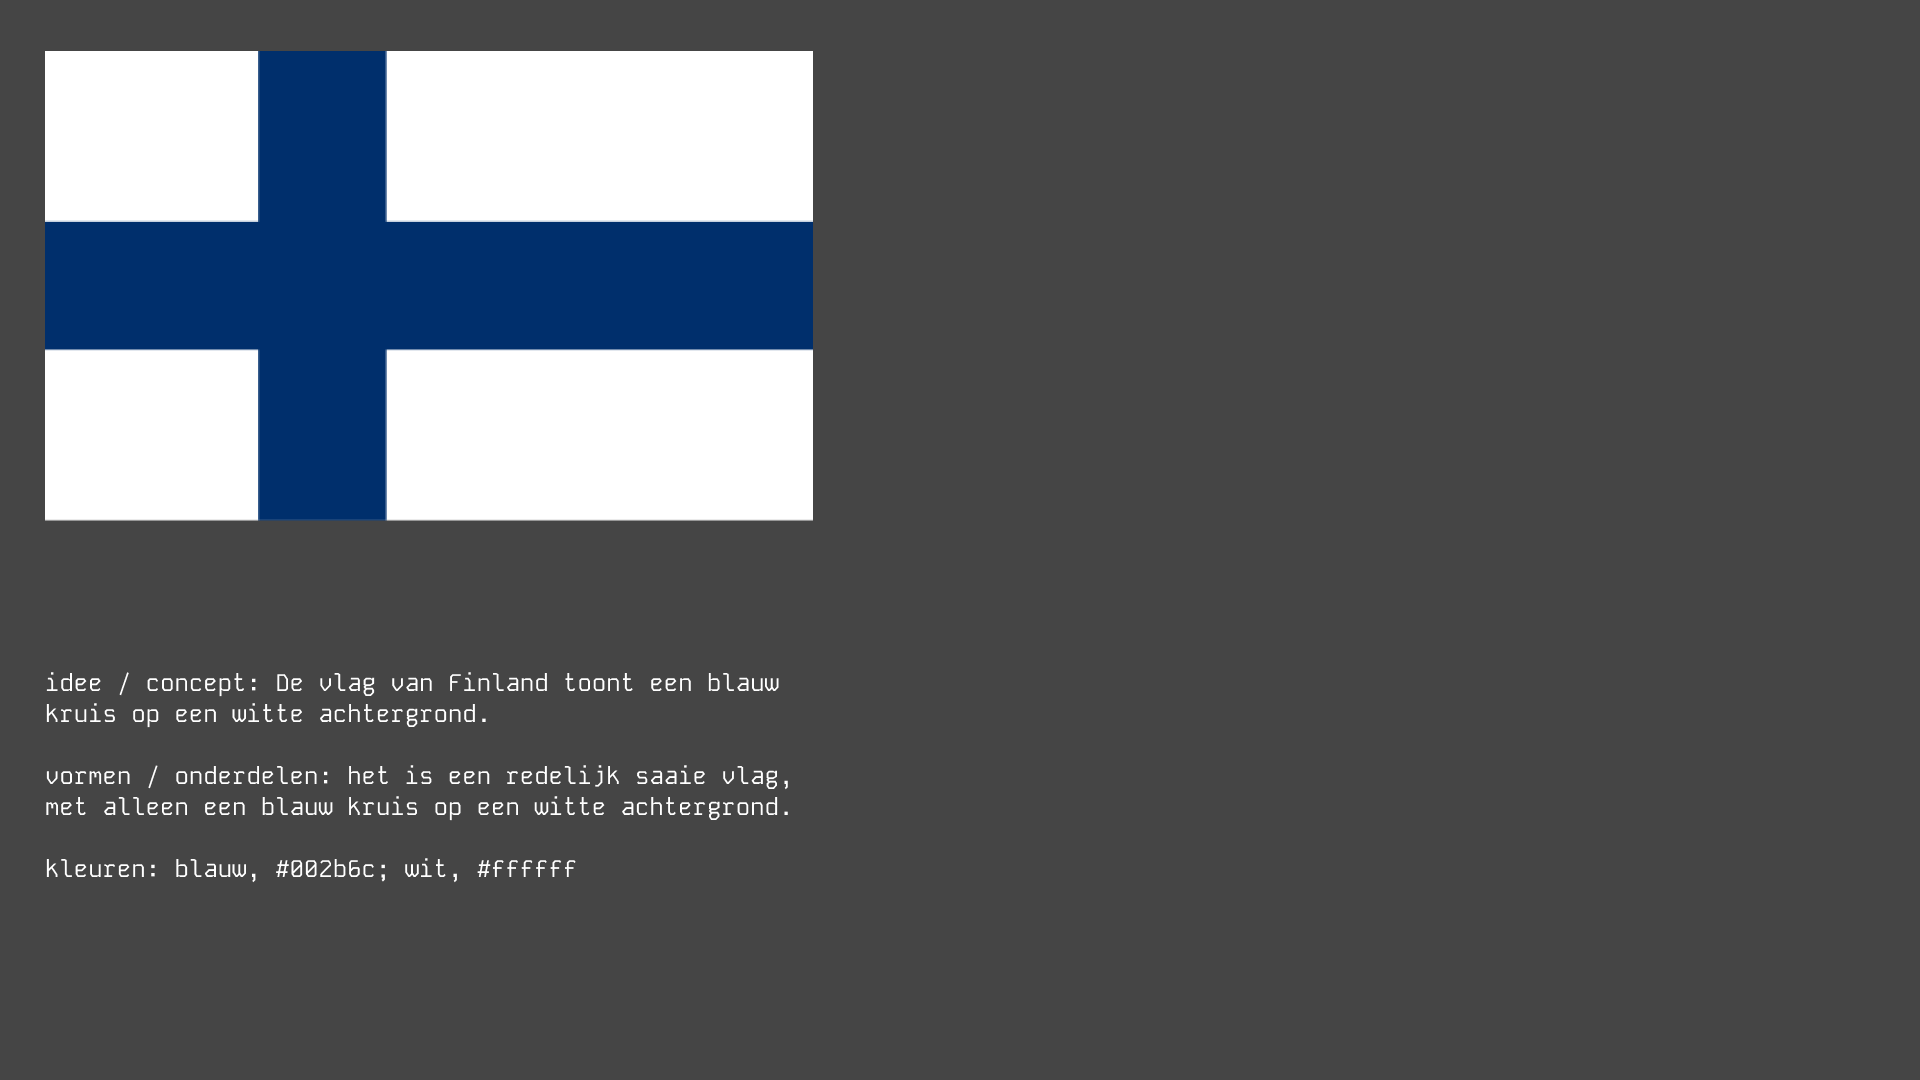 idee / concept: De vlag van Finland toont een blauw
kruis op een witte achtergrond.
vormen / onderdelen: het is een redelijk saaie vlag,
met alleen een blauw kruis op een witte achtergrond.
kleuren: blauw, #002b6c; wit, #ffffff